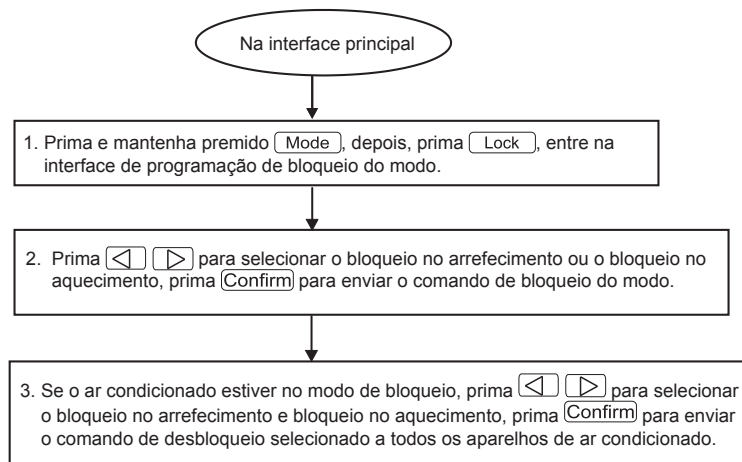 Na interface principal
1. Prima e mantenha premido Mode, depois, prima Lock, entre na
interface de programação de bloqueio do modo.
2. Prima ◁ ▷ para selecionar o bloqueio no arrefecimento ou o bloqueio no
aquecimento, prima Confirm para enviar o comando de bloqueio do modo.
3. Se o ar condicionado estiver no modo de bloqueio, prima ◁ ▷ para selecionar
o bloqueio no arrefecimento e bloqueio no aquecimento, prima Confirm para enviar
o comando de desbloqueio selecionado a todos os aparelhos de ar condicionado.